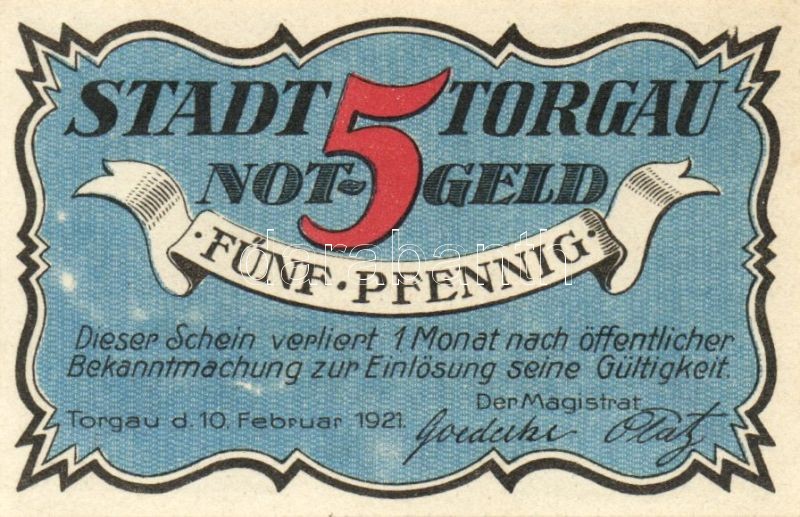 STADT 5 TORGAU
NOT-GELD
·FÜNF·PFENNIG·
Dieser Schein verliert 1 Monat nach öffentlicher
Bekanntmachung zur Einlösung seine Gültigkeit.
Der Magistrat
Torgau d. 10. Februar 1921.
darabanth